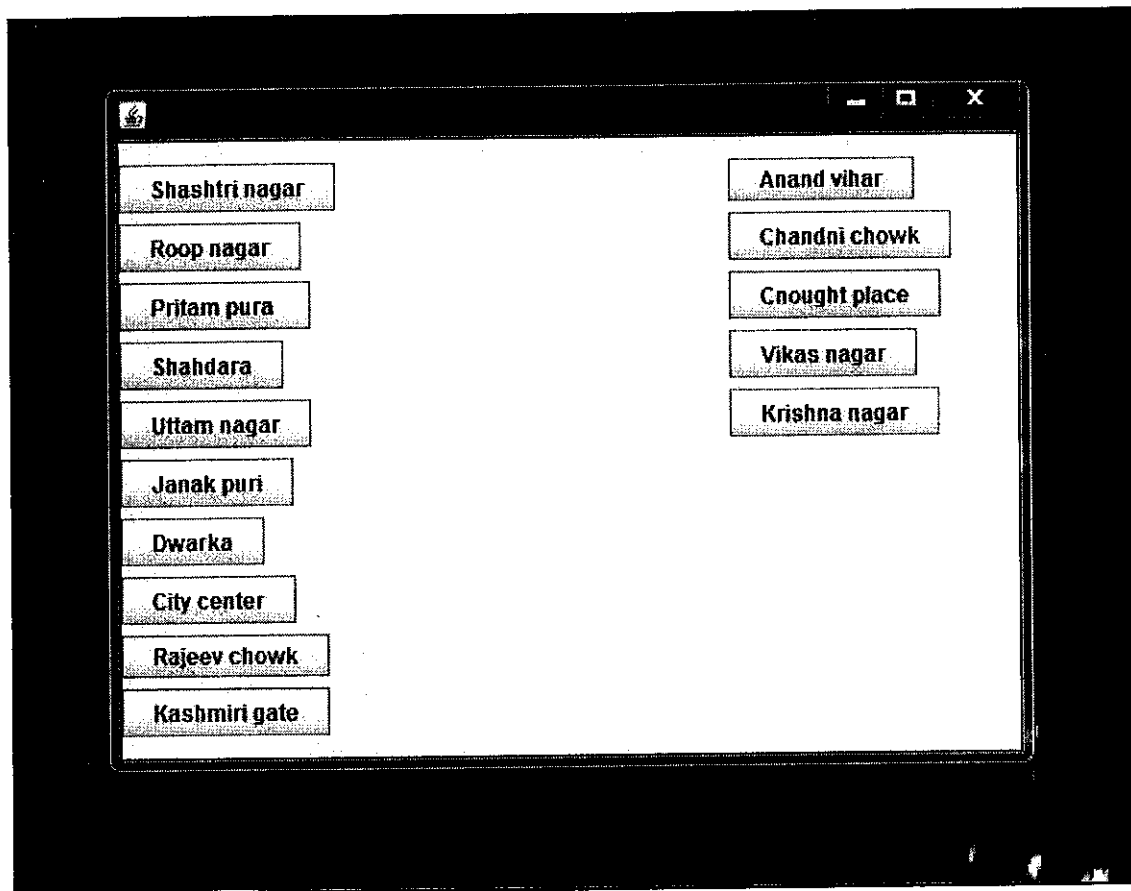 Shashtri nagar
Roop nagar
Pritam pura
Shahdara
Uttam nagar
Janak puri
Dwarka
City center
Rajeev chowk
Kashmiri gate
Anand vihar
Chandni chowk
Cnought place
Vikas nagar
Krishna nagar